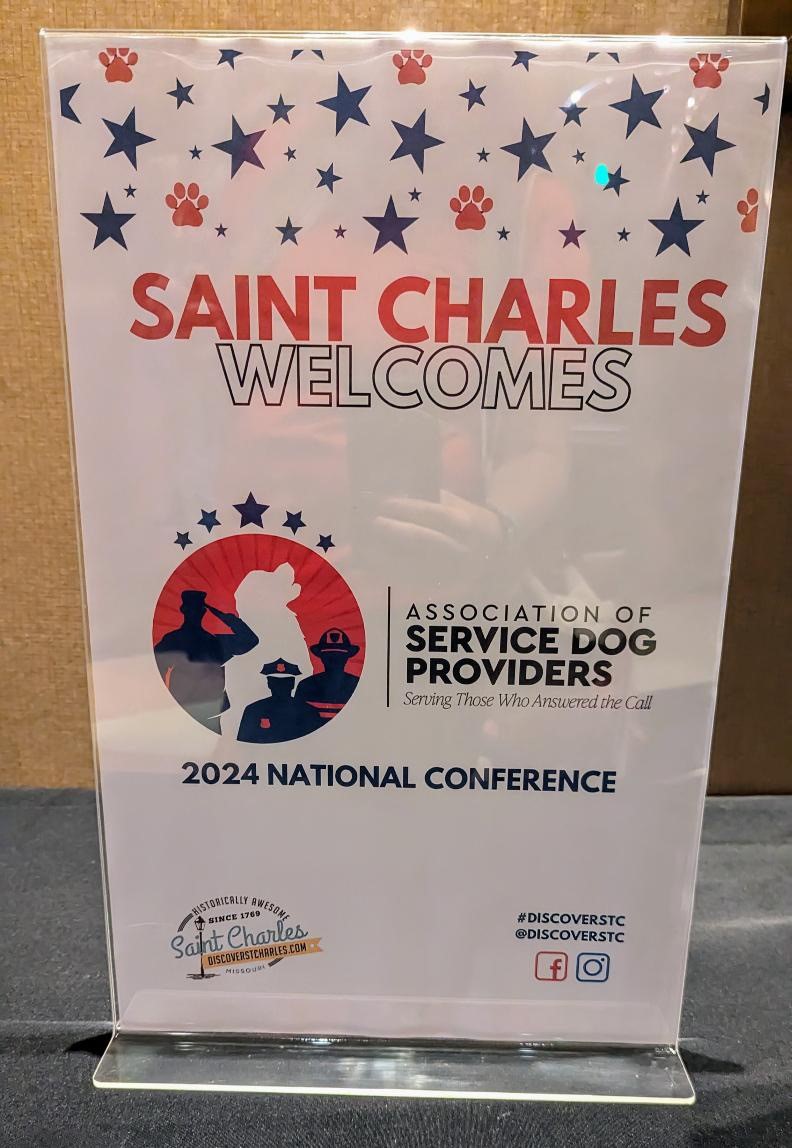 SAINT CHARLES
WELCOMES
ASSOCIATION OF
SERVICE DOG
PROVIDERS
Serving Those Who Answered the Call
2024 NATIONAL CONFERENCE
HISTORICALLY AWESOME
SINCE 1769
Saint Charles
DISCOVERSTCHARLES.COM
MISSOURI
#DISCOVERSTC
@DISCOVERSTC